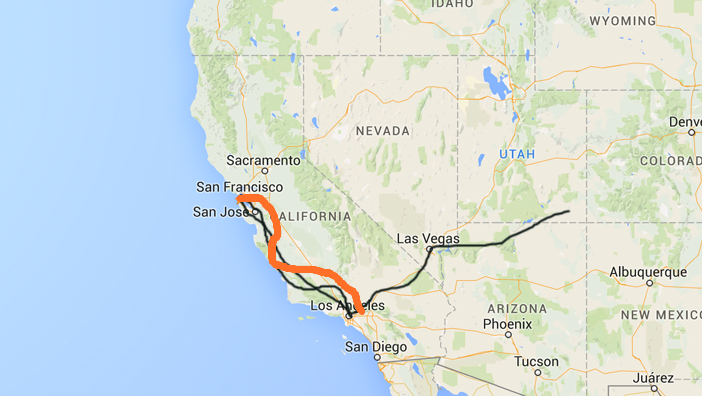 IDAHO
WYOMING
NEVADA
Denv
Sacramento
UTAH
COLORAD
San Francisco
San Jose
CALIFORNIA
Las Vegas
Albuquerque
Los Angeles
ARIZONA
NEW MEXICO
Phoenix
San Diego
Tucson
Juárez